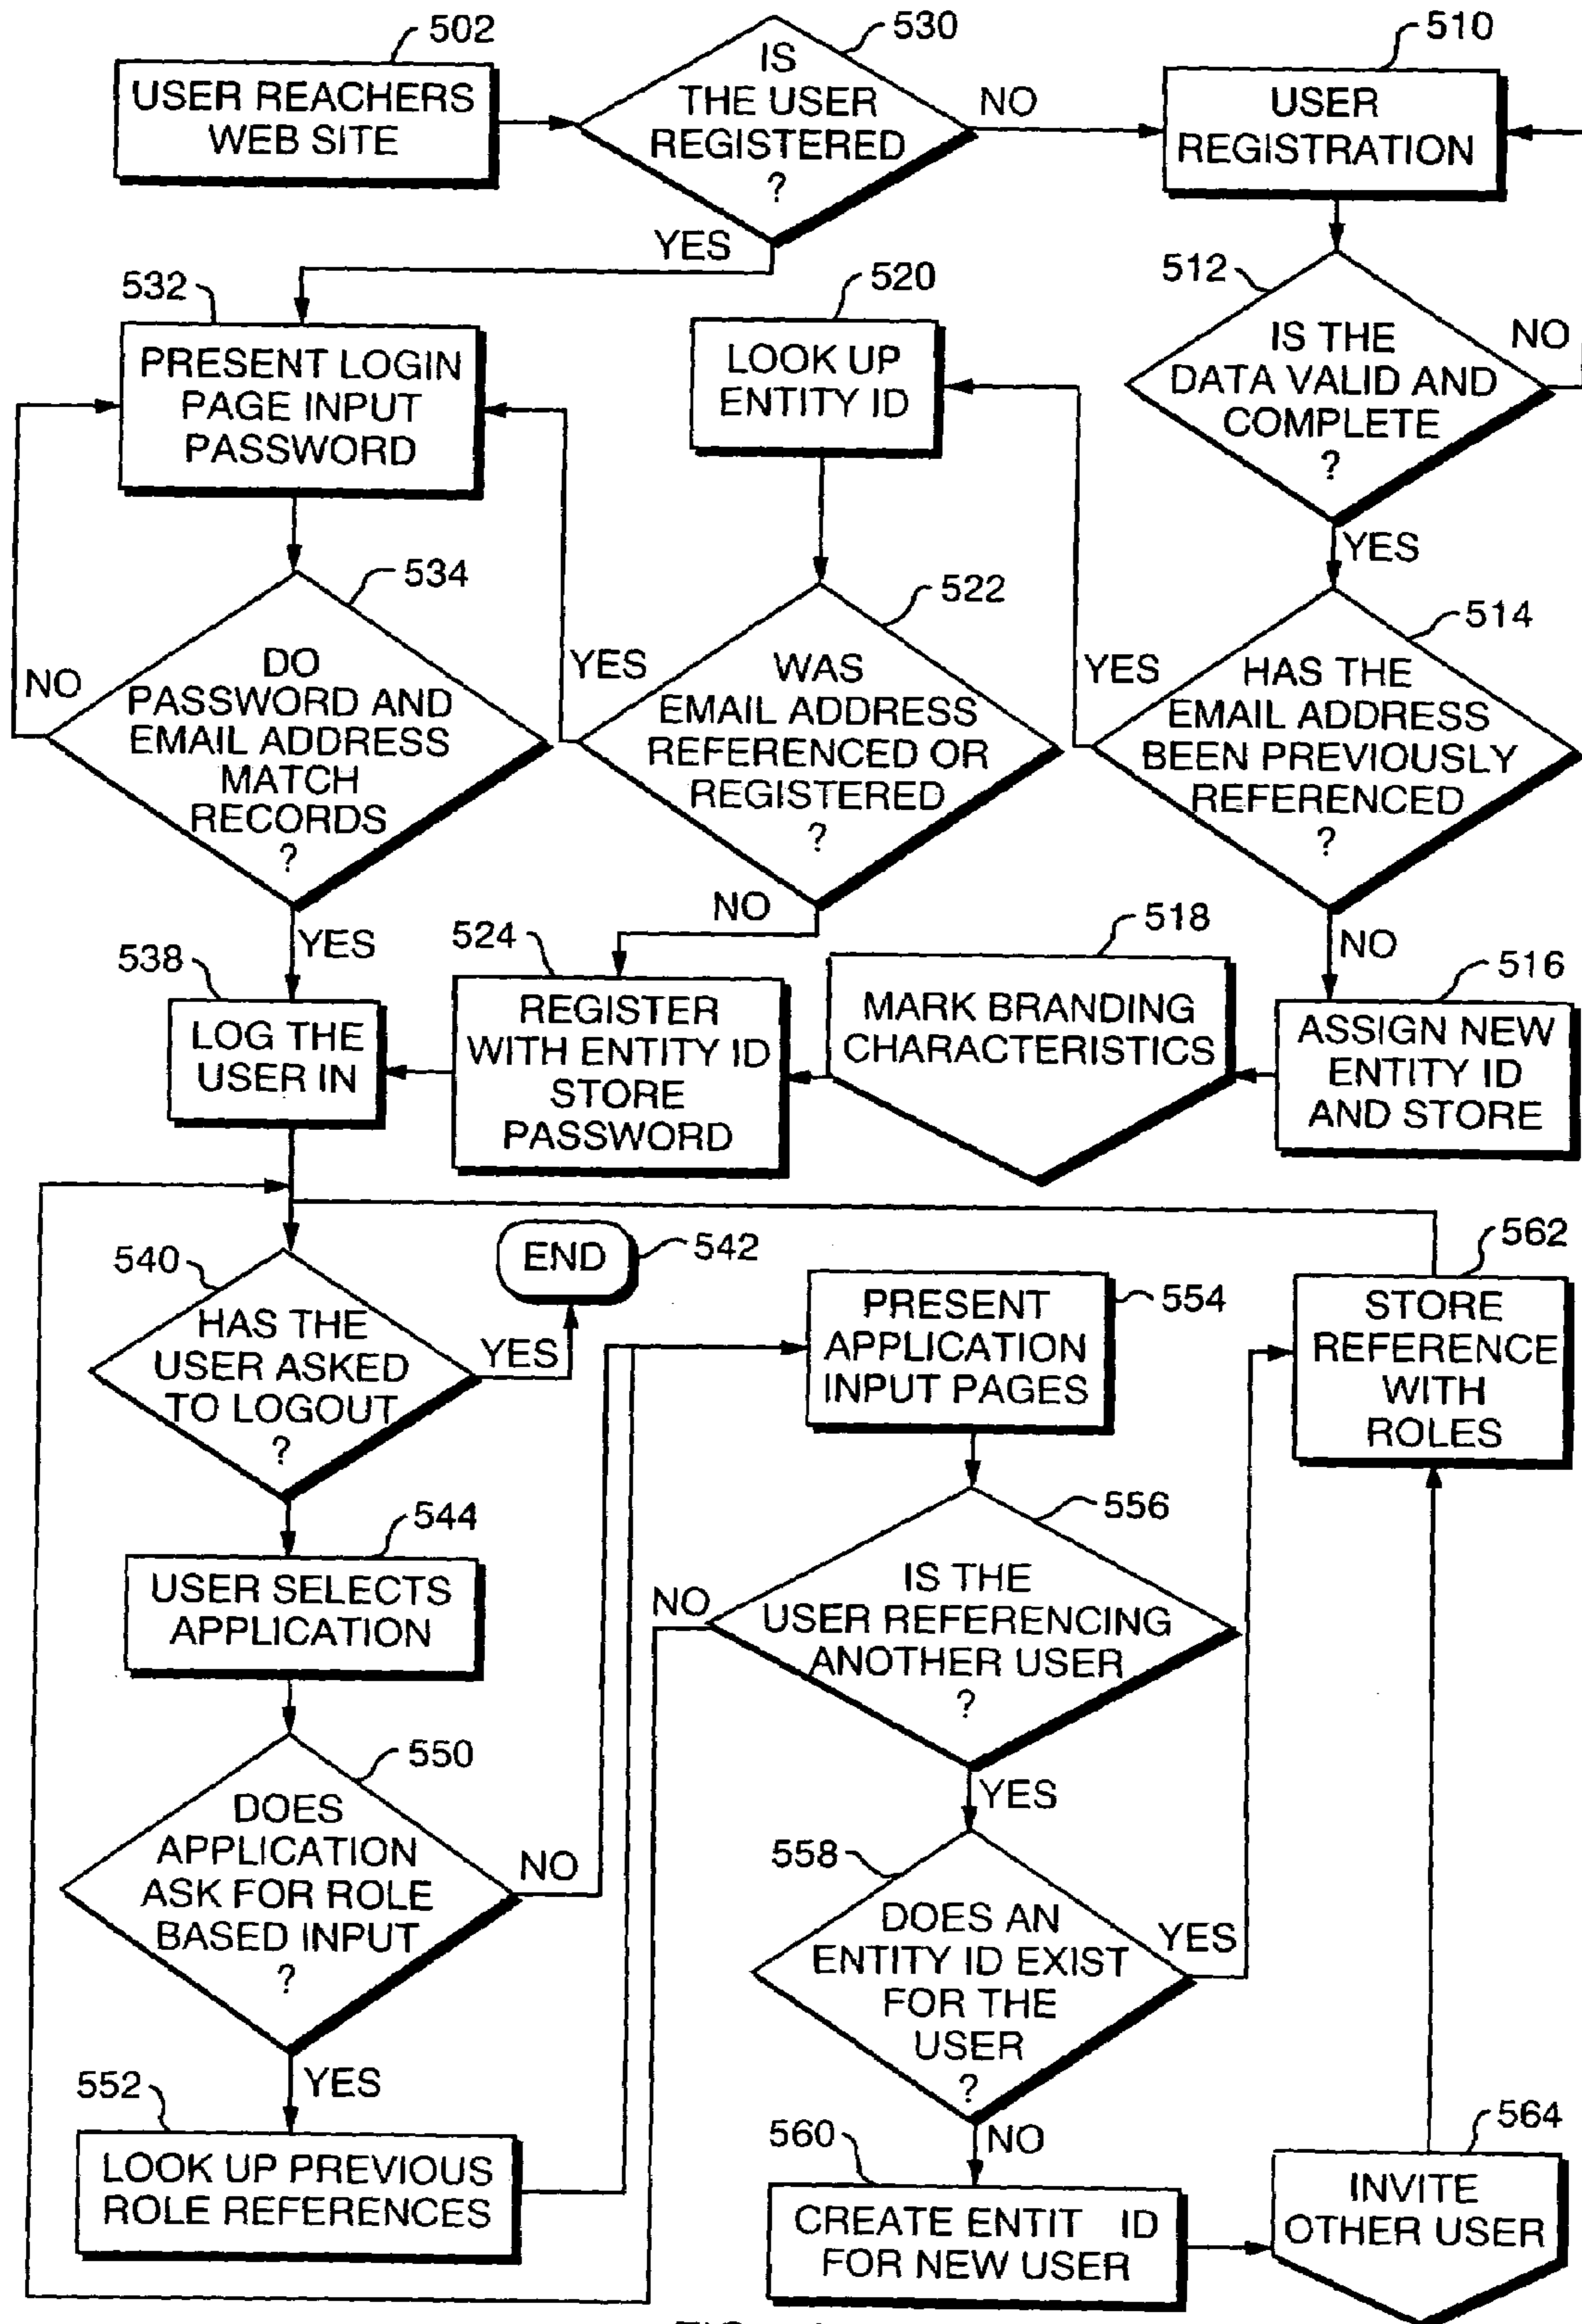 502
USER REACHERS
WEB SITE
530
IS
THE USER
REGISTERED
?
NO
YES
510
USER
REGISTRATION
512
IS THE
DATA VALID AND
COMPLETE
?
NO
YES
532
PRESENT LOGIN
PAGE INPUT
PASSWORD
520
LOOK UP
ENTITY ID
534
DO
PASSWORD AND
EMAIL ADDRESS
MATCH
RECORDS
?
NO
YES
522
WAS
EMAIL ADDRESS
REFERENCED OR
REGISTERED
?
YES
NO
514
HAS THE
EMAIL ADDRESS
BEEN PREVIOUSLY
REFERENCED
?
YES
NO
538
LOG THE
USER IN
524
REGISTER
WITH ENTITY ID
STORE
PASSWORD
518
MARK BRANDING
CHARACTERISTICS
516
ASSIGN NEW
ENTITY ID
AND STORE
540
HAS THE
USER ASKED
TO LOGOUT
?
YES
END
542
554
PRESENT
APPLICATION
INPUT PAGES
562
STORE
REFERENCE
WITH
ROLES
544
USER SELECTS
APPLICATION
556
IS THE
USER REFERENCING
ANOTHER USER
?
NO
YES
550
DOES
APPLICATION
ASK FOR ROLE
BASED INPUT
?
NO
YES
558
DOES AN
ENTITY ID EXIST
FOR THE
USER
?
YES
NO
552
LOOK UP PREVIOUS
ROLE REFERENCES
560
CREATE ENTIT ID
FOR NEW USER
564
INVITE
OTHER USER